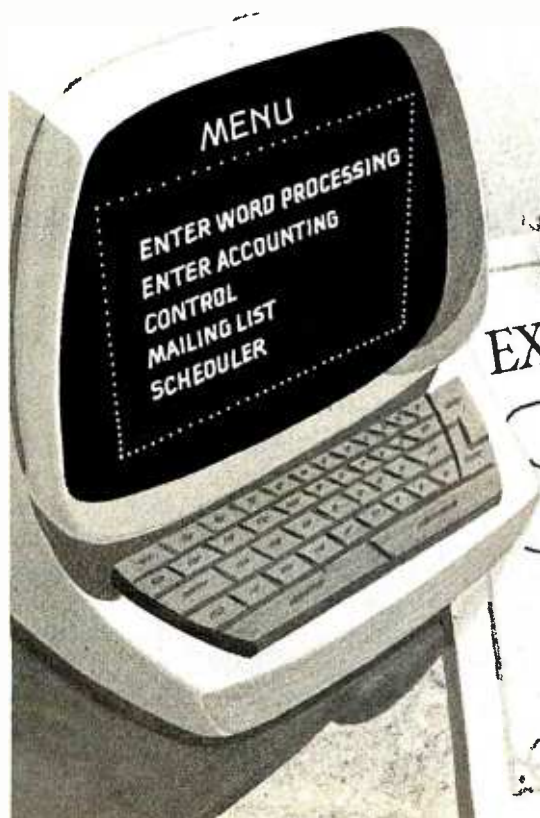 MENU
ENTER WORD PROCESSING
ENTER ACCOUNTING
CONTROL
MAILING LIST
SCHEDULER
EX